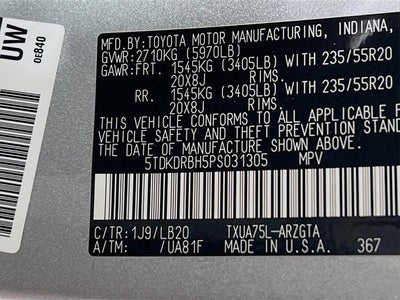 UW
0E840
MFD.BY:TOYOTA MOTOR MANUFACTURING, INDIANA,
GVWR:2710KG (5970LB)
GAWR:FRT. 1545KG (3405LB) WITH 235/55R20
20X8J RIMS.
RR. 1545KG (3405LB) WITH 235/55R20
20X8J RIMS.
THIS VEHICLE CONFORMS TO ALL APPLICABLE
SAFETY AND THEFT PREVENTION STAND
THE DATE OF MANUFACTURE SHOWN ABOVE.
5TDKDRBH5PS031305 MPV
C/TR:1J9/LB20 TXUA75L-ARZGTA
A/TM: /UA81F Made in U.S.A. 367